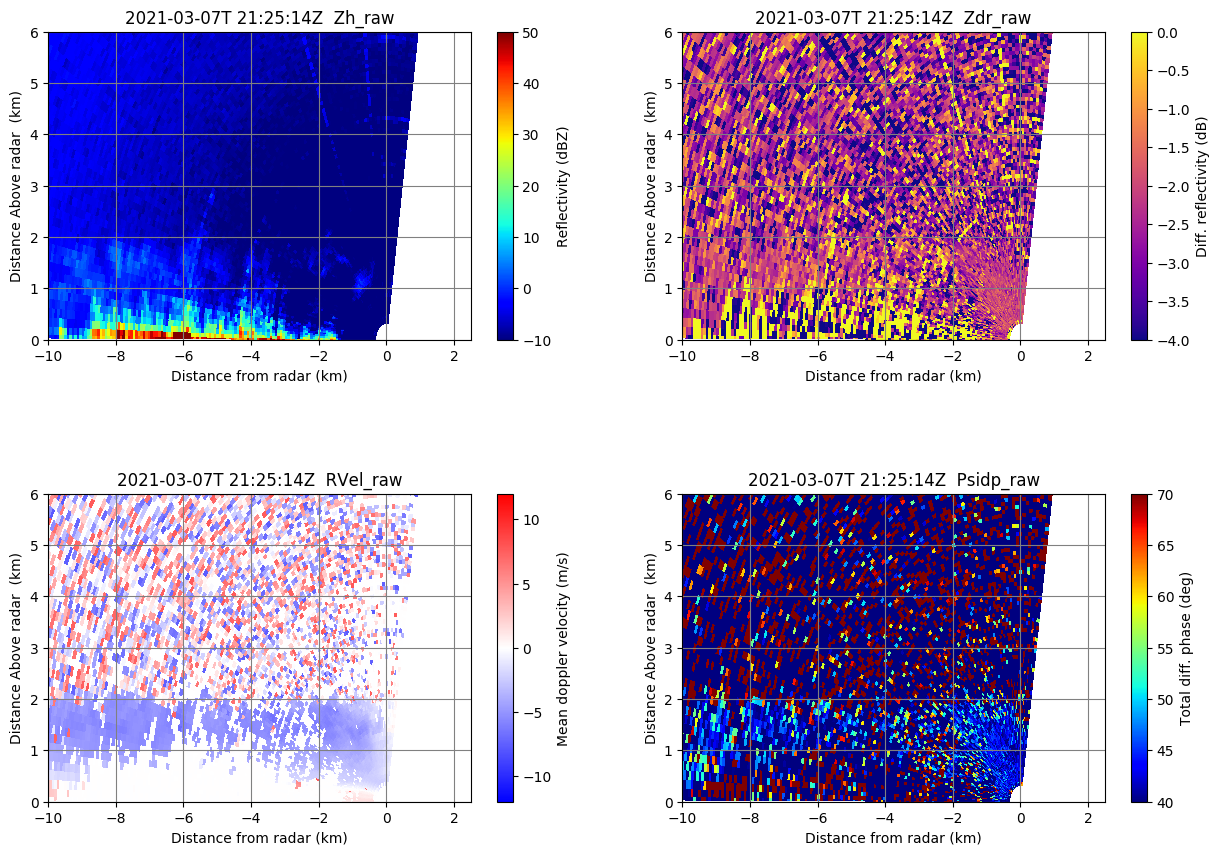 2021-03-07T 21:25:14Z  Zh_raw
6
5
4
3
2
1
0
Distance Above radar  (km)
−10 −8 −6 −4 −2 0 2
Distance from radar (km)
50
40
30
20
10
0
−10
Reflectivity (dBZ)
2021-03-07T 21:25:14Z  Zdr_raw
6
5
4
3
2
1
0
Distance Above radar  (km)
−10 −8 −6 −4 −2 0 2
Distance from radar (km)
0.0
−0.5
−1.0
−1.5
−2.0
−2.5
−3.0
−3.5
−4.0
Diff. reflectivity (dB)
2021-03-07T 21:25:14Z  RVel_raw
6
5
4
3
2
1
0
Distance Above radar  (km)
−10 −8 −6 −4 −2 0 2
Distance from radar (km)
10
5
0
−5
−10
Mean doppler velocity (m/s)
2021-03-07T 21:25:14Z  Psidp_raw
6
5
4
3
2
1
0
Distance Above radar  (km)
−10 −8 −6 −4 −2 0 2
Distance from radar (km)
70
65
60
55
50
45
40
Total diff. phase (deg)